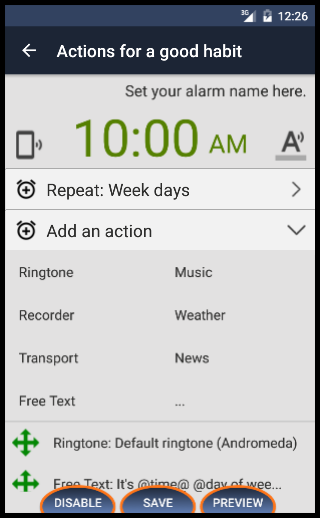 3G 12:26
Actions for a good habit
Set your alarm name here.
10:00 AM A
Repeat: Week days
Add an action
Ringtone Music
Recorder Weather
Transport News
Free Text ...
Ringtone: Default ringtone (Andromeda)
Free Text: It's @time@ @day of wee...
DISABLE SAVE PREVIEW